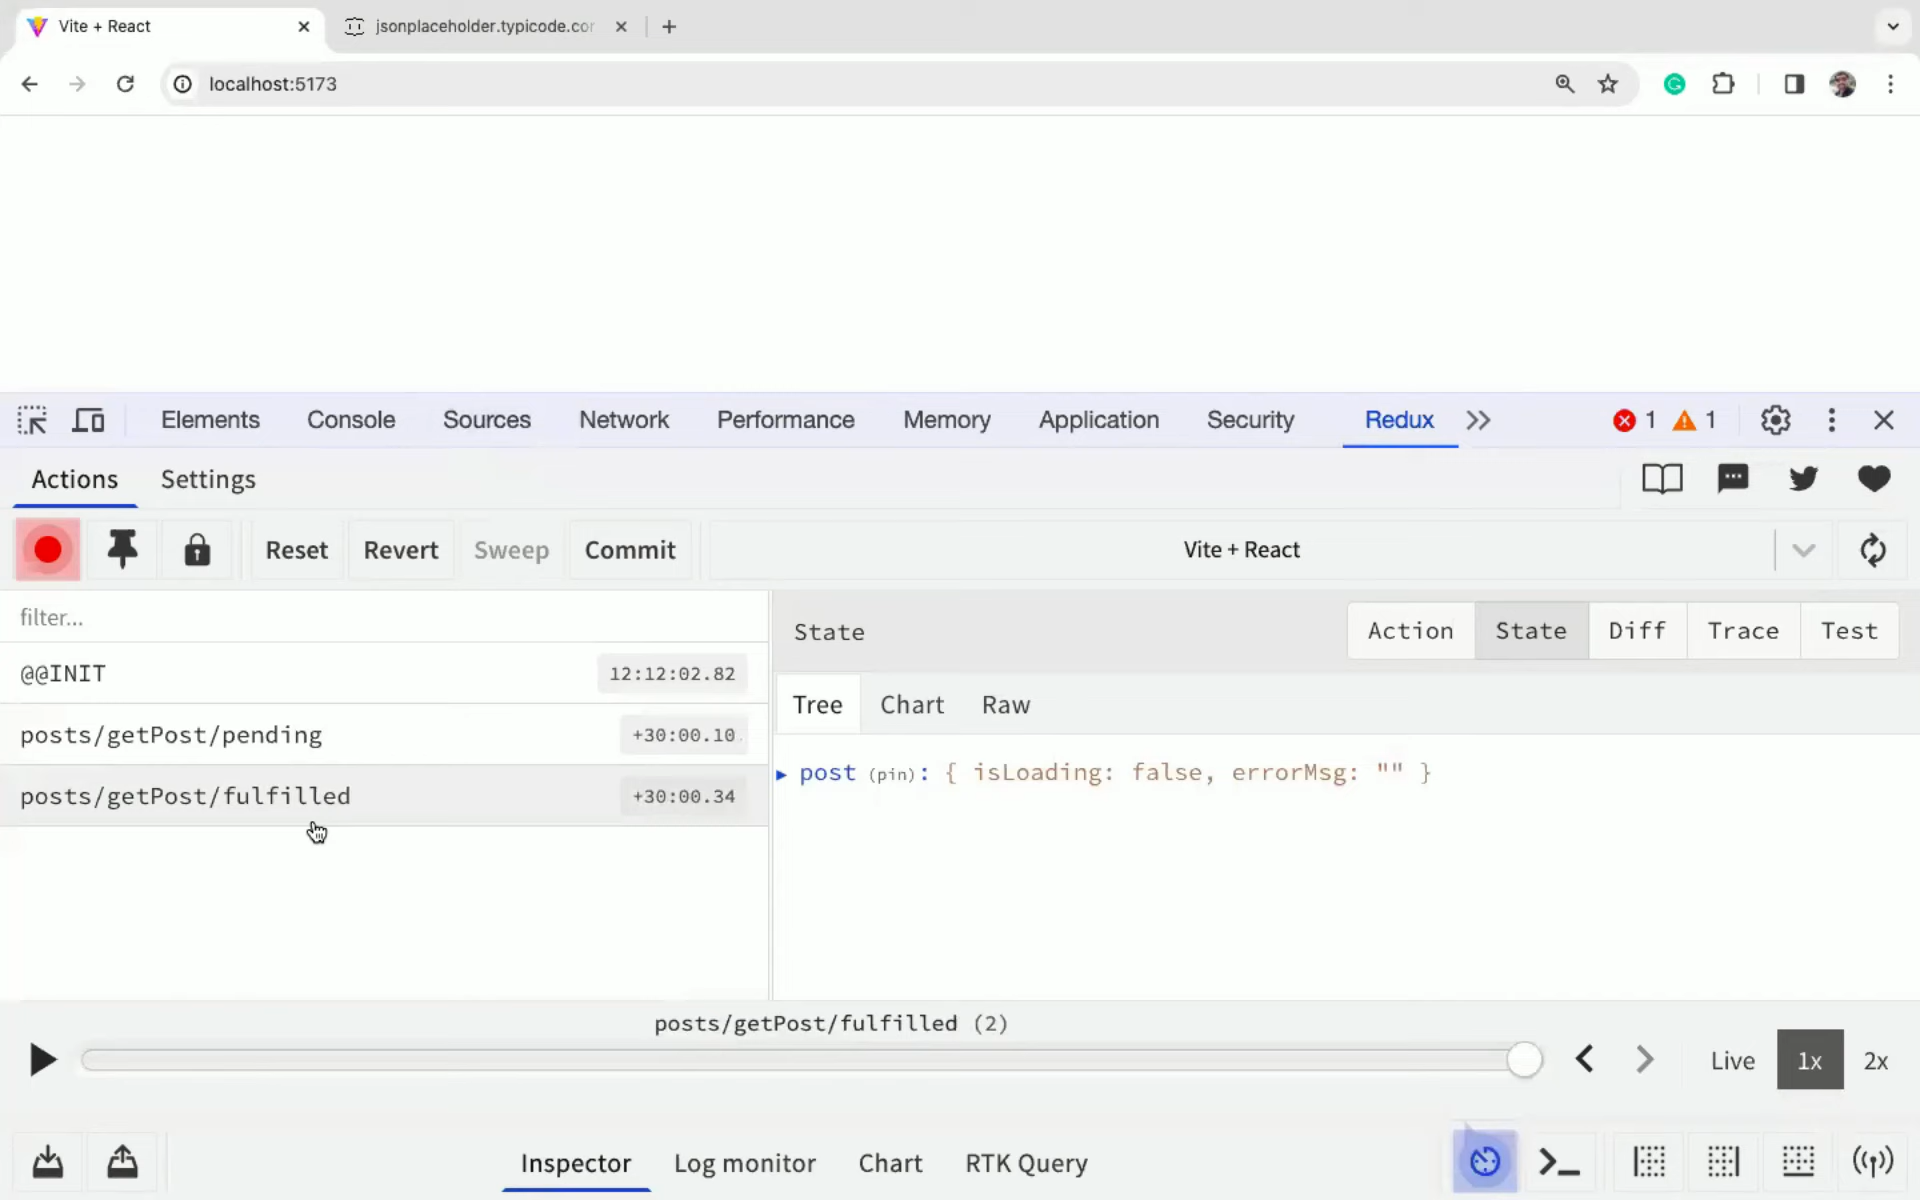 Vite + React
jsonplaceholder.typicode.cor
localhost:5173
Elements Console Sources Network Performance Memory Application Security Redux 1 1
Actions Settings
Reset Revert Sweep Commit Vite + React
filter...
State Action State Diff Trace Test
@@INIT 12:12:02.82
Tree Chart Raw
posts/getPost/pending +30:00.10
post (pin): { isLoading: false, errorMsg: "" }
posts/getPost/fulfilled +30:00.34
posts/getPost/fulfilled (2)
Live 1x 2x
Inspector Log monitor Chart RTK Query